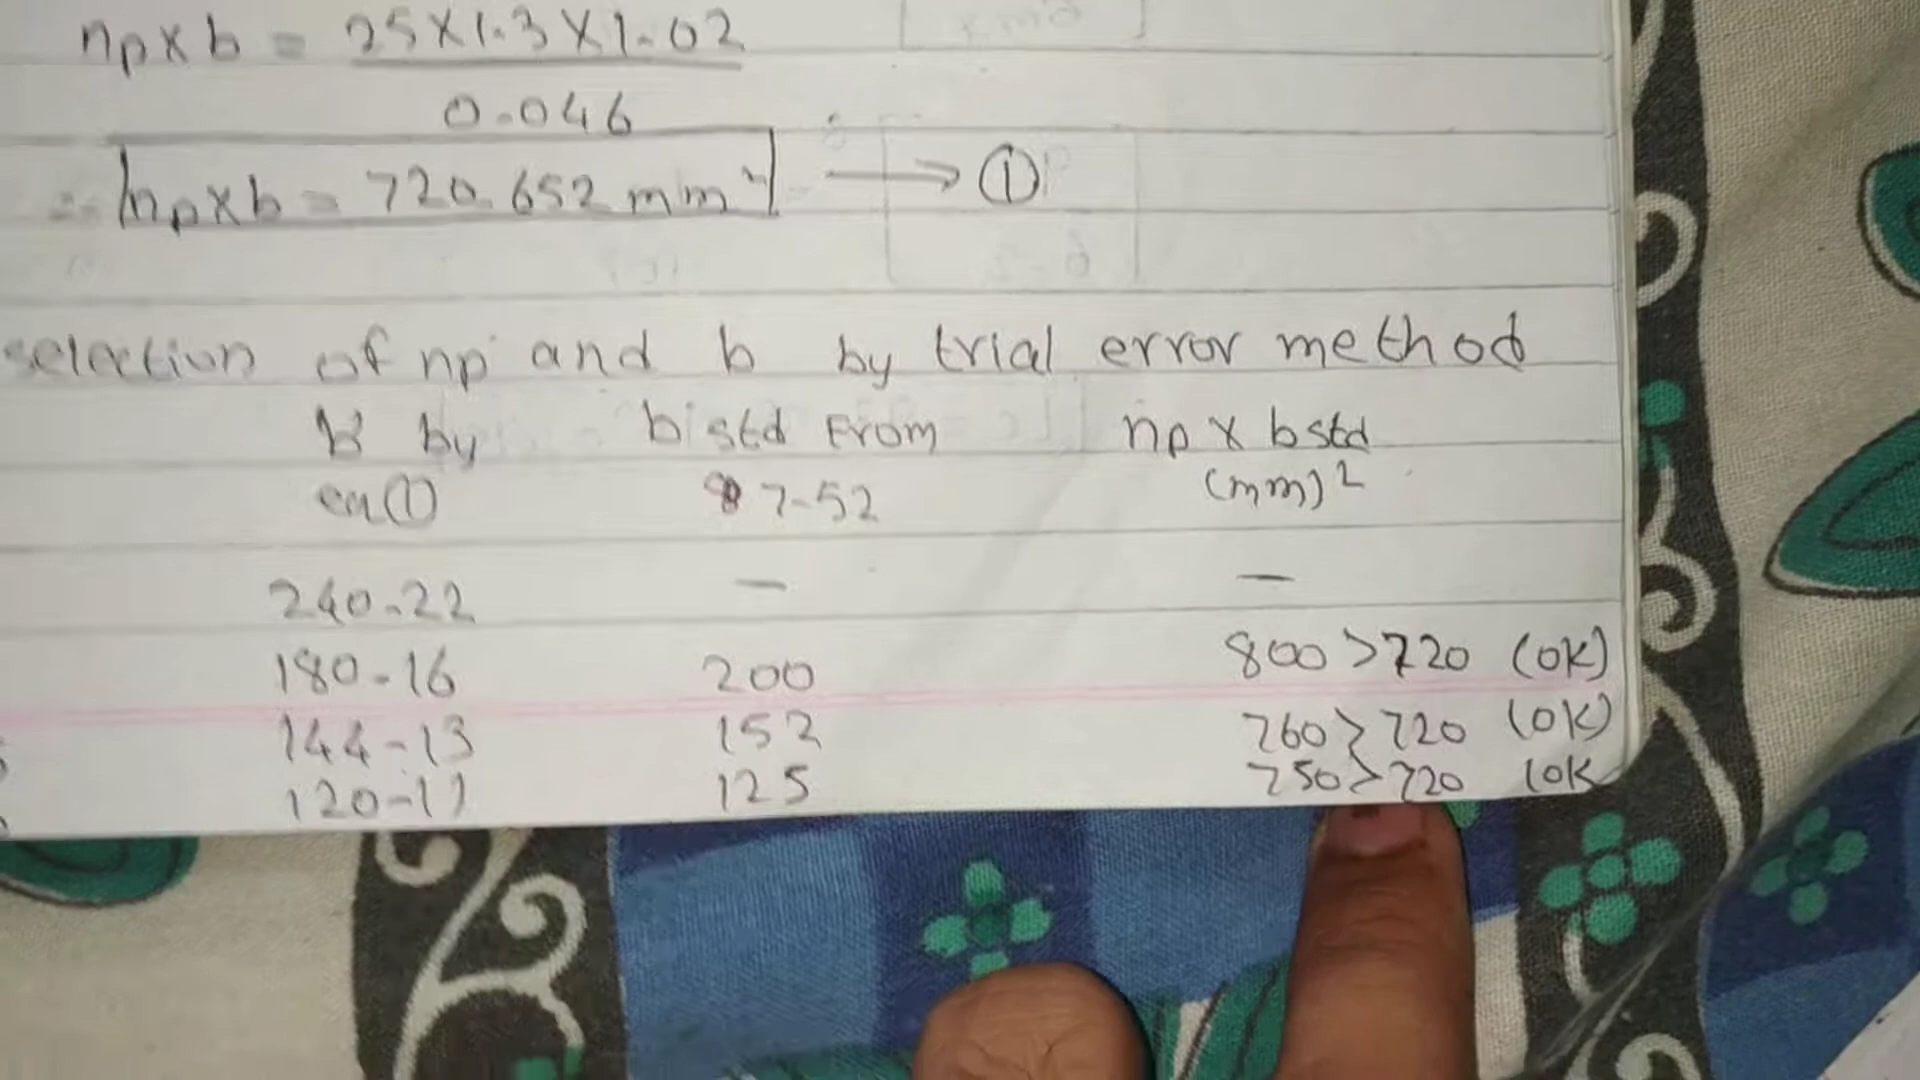 np x b = 25 X 1.3 X 1.02
0.046
np x b = 720.652 mm² → ①
selection of np and b by trial error method
b by b std From np x b std
en ① 7-52 (mm)²
240-22 — —
180-16 200 800 > 720 (OK)
144-13 152 760 > 720 (OK)
120-11 125 750 > 720 (OK